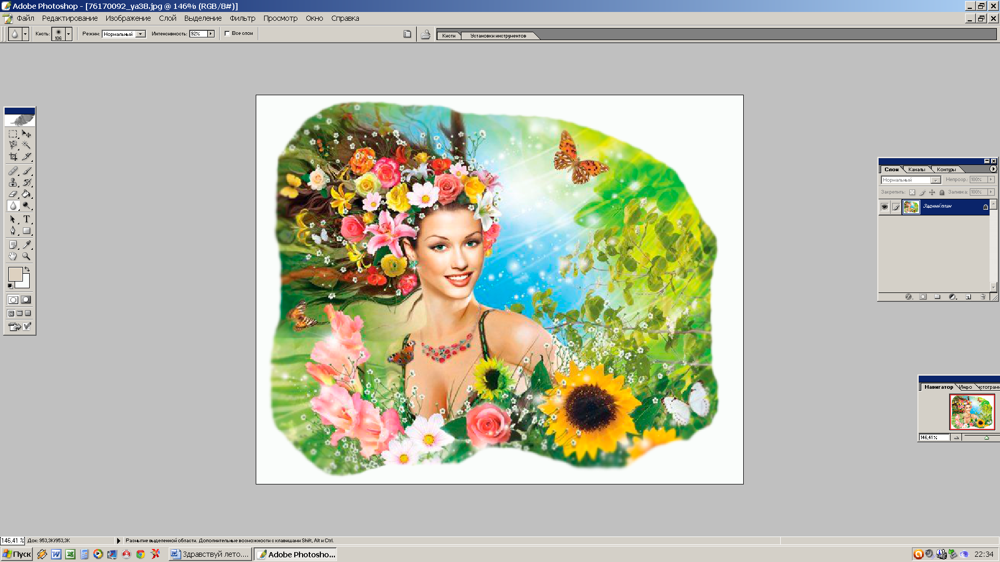 Adobe Photoshop - [76170092_ya38.jpg @ 146% (RGB/8#)]
Файл Редактирование Изображение Слой Выделение Фильтр Просмотр Окно Справка
Кисть: 106 Режим: Нормальный Интенсивность: 92% Все слои Кисти Установки инструментов
Слои Каналы Контуры
Нормальный Непрозр.: 100%
Закрепить: Заливка: 100%
Задний план
Навигатор Инфо истограмм
146,41%
146,41 % Док: 953,3K/953,3K Размытие выделенной области. Дополнительные возможности с клавишами Shift, Alt и Ctrl.
Пуск Здравствуй лето.... Adobe Photosho... 22:34